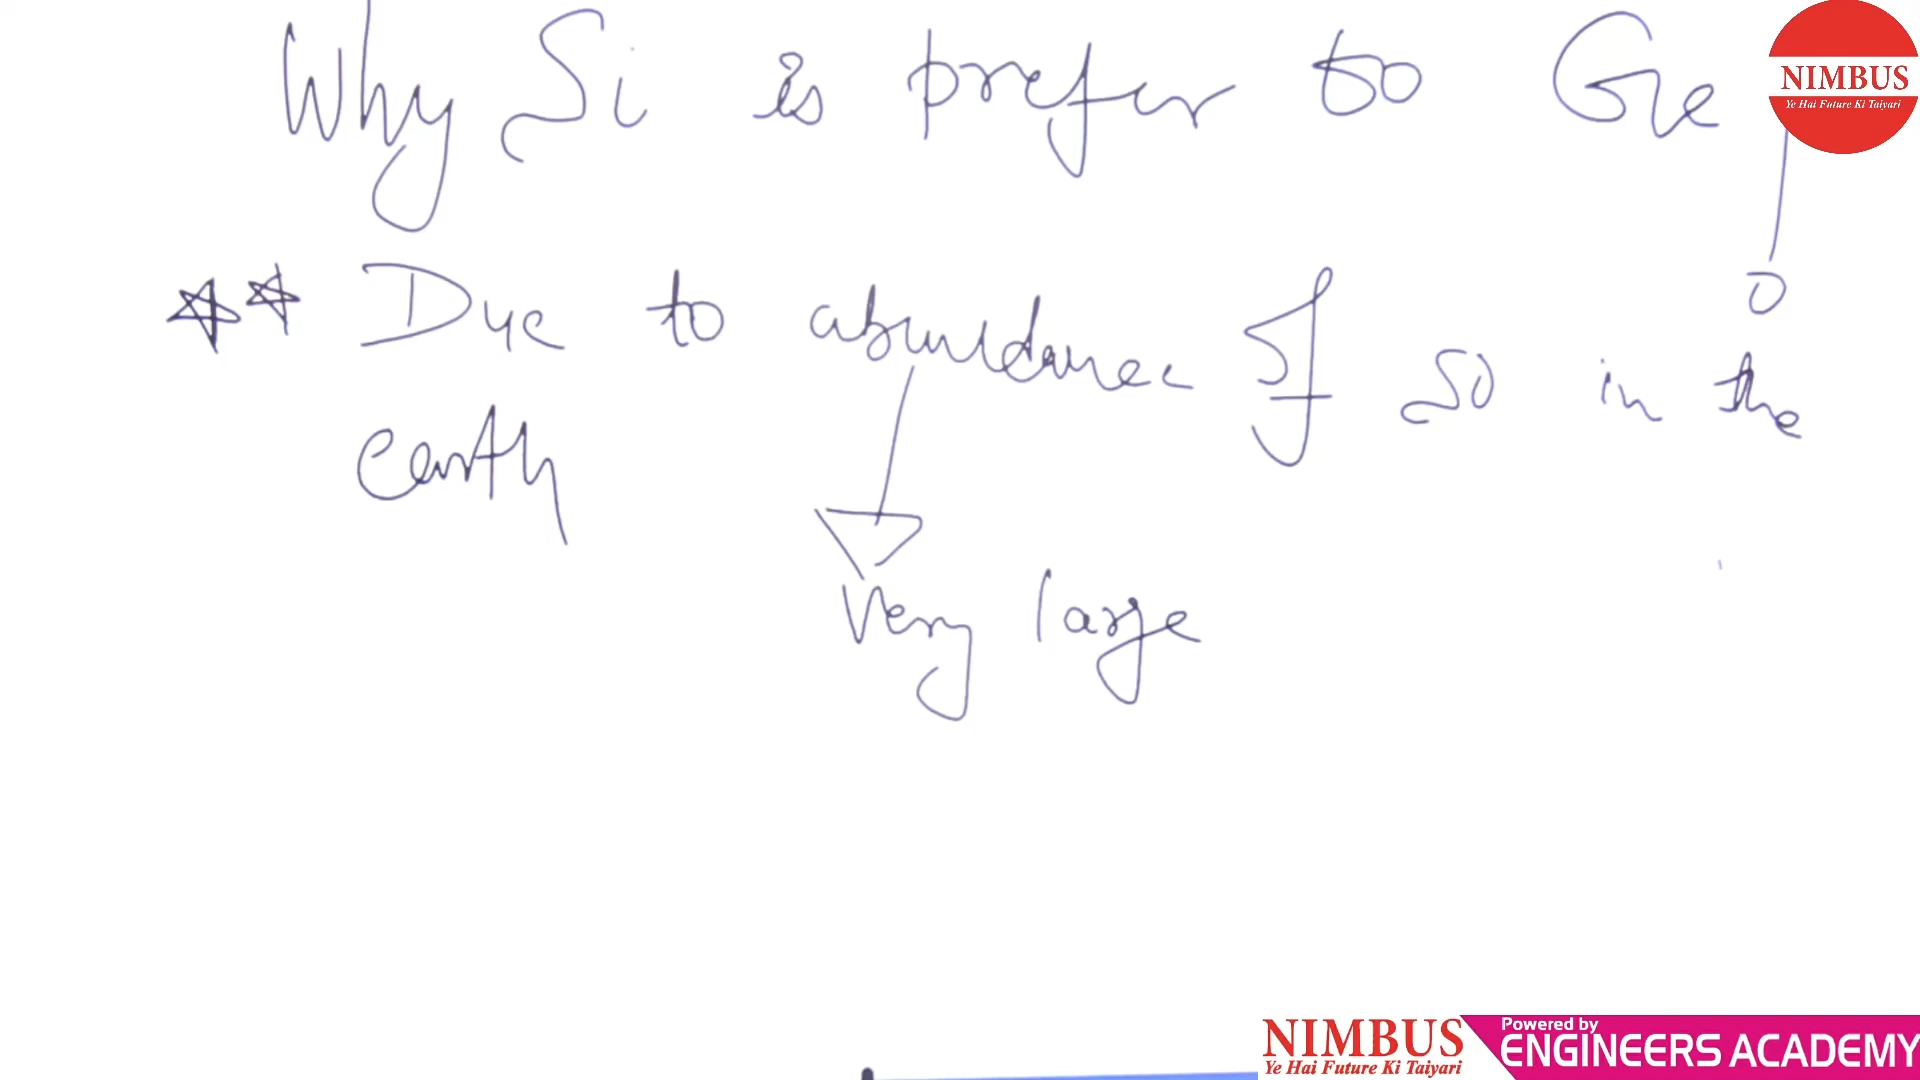 Why Si is prefer to Ge ?
NIMBUS
Ye Hai Future Ki Taiyari
** Due to abundance of Si in the
earth
Very large
NIMBUS
Ye Hai Future Ki Taiyari
Powered by
ENGINEERS ACADEMY